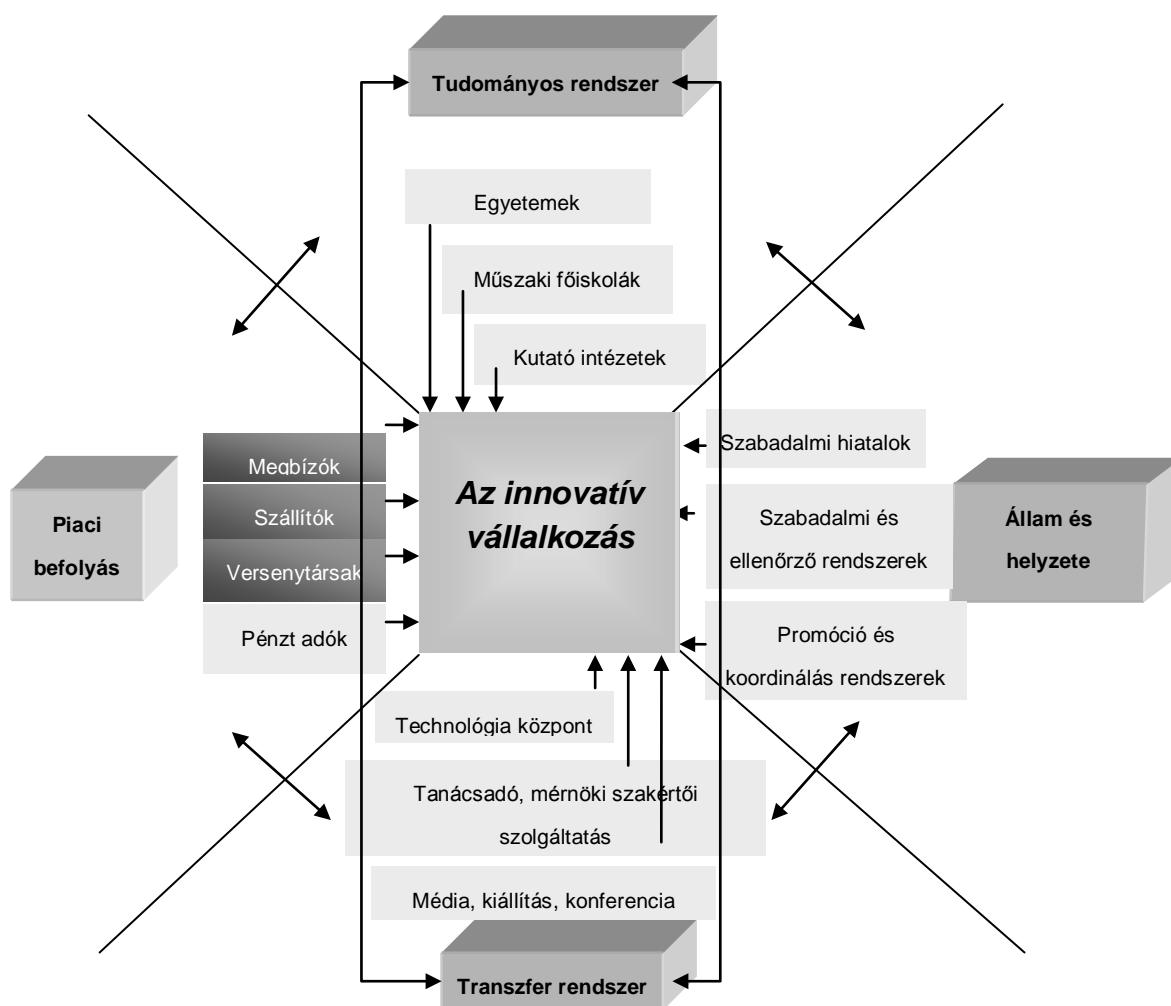 Tudományos rendszer
Egyetemek
Műszaki főiskolák
Kutató intézetek
Piaci
befolyás
Megbízók
Szállítók
Versenytársak
Pénzt adók
Az innovatív
vállalkozás
Szabadalmi hiatalok
Szabadalmi és
ellenőrző rendszerek
Promóció és
koordinálás rendszerek
Állam és
helyzete
Technológia központ
Tanácsadó, mérnöki szakértői
szolgáltatás
Média, kiállítás, konferencia
Transzfer rendszer